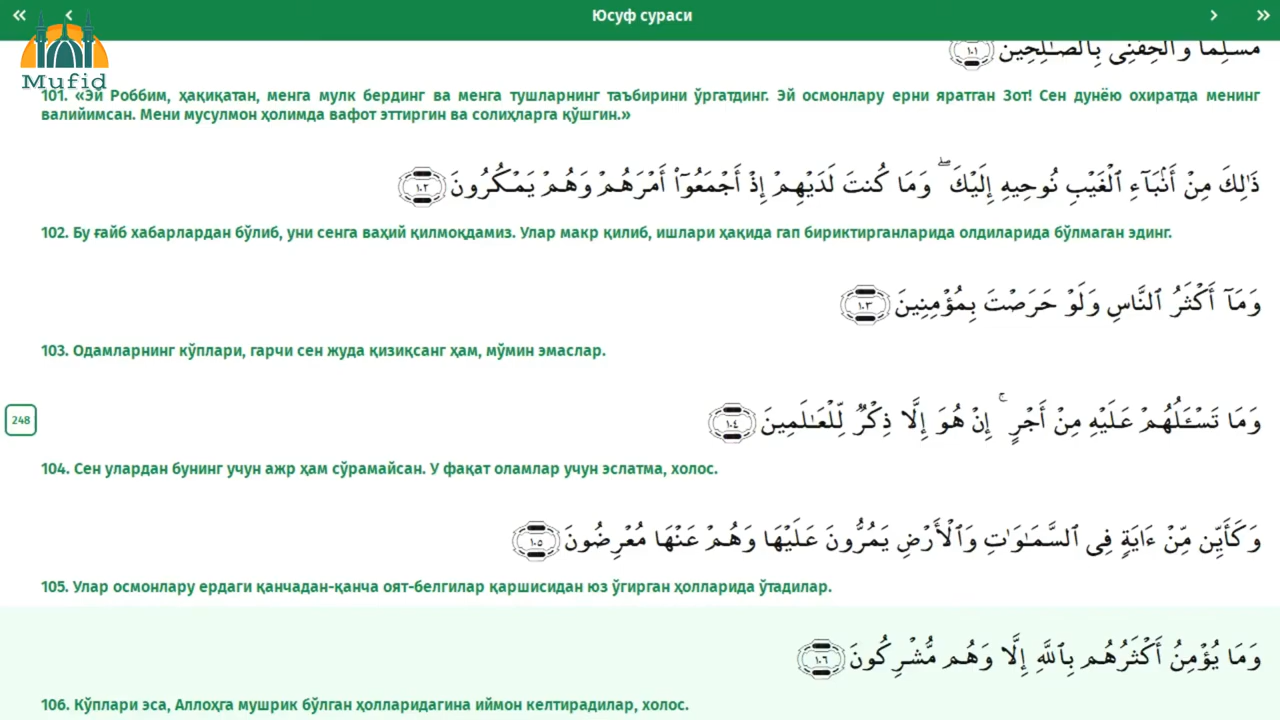 Юсуф сураси
Mufid
مُسۡلِمٗا وَأَلۡحِقۡنِي بِٱلصَّٰلِحِينَ ١٠١
101. «Эй Роббим, ҳақиқатан, менга мулк бердинг ва менга тушларнинг таъбирини ўргатдинг. Эй осмонлару ерни яратган Зот! Сен дунёю охиратда менинг
валийимсан. Мени мусулмон ҳолимда вафот эттиргин ва солиҳларга қўшгин.»
ذَٰلِكَ مِنۡ أَنۢبَآءِ ٱلۡغَيۡبِ نُوحِيهِ إِلَيۡكَۖ وَمَا كُنتَ لَدَيۡهِمۡ إِذۡ أَجۡمَعُوٓاْ أَمۡرَهُمۡ وَهُمۡ يَمۡكُرُونَ ١٠٢
102. Бу ғайб хабарлардан бўлиб, уни сенга ваҳий қилмоқдамиз. Улар макр қилиб, ишлари ҳақида гап бириктирганларида олдиларида бўлмаган эдинг.
وَمَآ أَكۡثَرُ ٱلنَّاسِ وَلَوۡ حَرَصۡتَ بِمُؤۡمِنِينَ ١٠٣
103. Одамларнинг кўплари, гарчи сен жуда қизиқсанг ҳам, мўмин эмаслар.
248
وَمَا تَسۡـَٔلُهُمۡ عَلَيۡهِ مِنۡ أَجۡرٍۚ إِنۡ هُوَ إِلَّا ذِكۡرٞ لِّلۡعَٰلَمِينَ ١٠٤
104. Сен улардан бунинг учун ажр ҳам сўрамайсан. У фақат оламлар учун эслатма, холос.
وَكَأَيِّن مِّنۡ ءَايَةٖ فِي ٱلسَّمَٰوَٰتِ وَٱلۡأَرۡضِ يَمُرُّونَ عَلَيۡهَا وَهُمۡ عَنۡهَا مُعۡرِضُونَ ١٠٥
105. Улар осмонлару ердаги қанчадан-қанча оят-белгилар қаршисидан юз ўгирган ҳолларида ўтадилар.
وَمَا يُؤۡمِنُ أَكۡثَرُهُم بِٱللَّهِ إِلَّا وَهُم مُّشۡرِكُونَ ١٠٦
106. Кўплари эса, Аллоҳга мушрик бўлган ҳолларидагина иймон келтирадилар, холос.